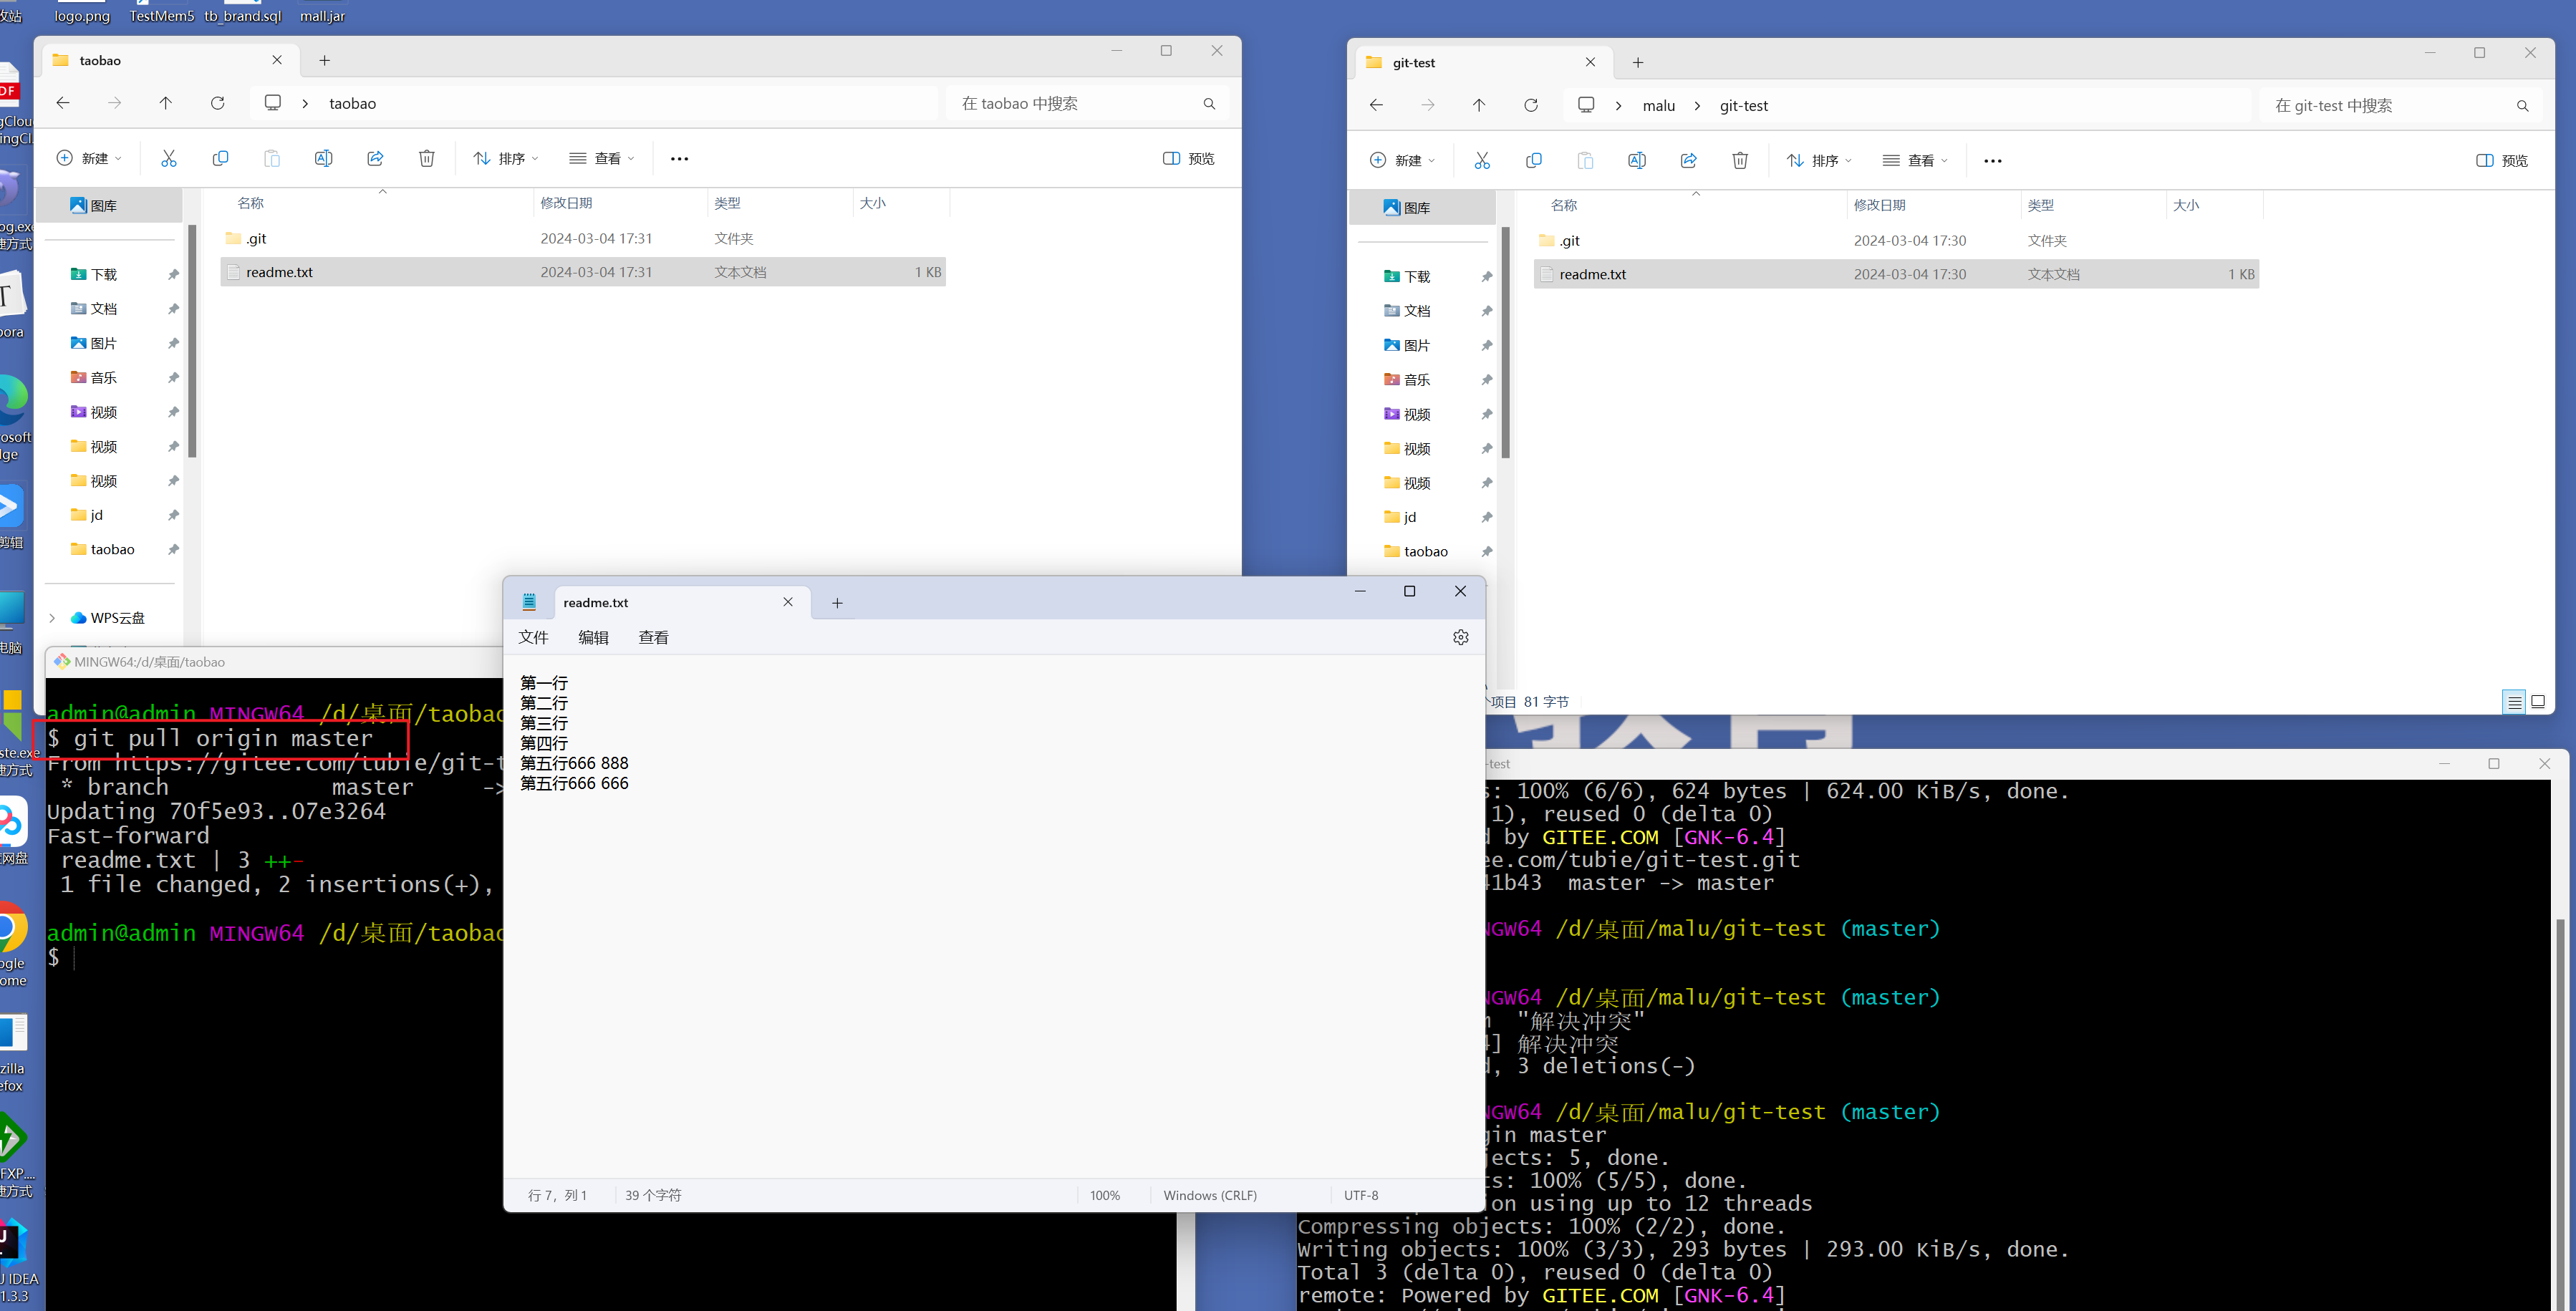 logo.png
TestMem5
tb_brand.sql
mall.jar
taobao
taobao
在 taobao 中搜索
新建
排序
查看
预览
图库
名称
修改日期
类型
大小
.git
2024-03-04 17:31
文件夹
readme.txt
2024-03-04 17:31
文本文档
1 KB
下载
文档
图片
音乐
视频
视频
视频
jd
taobao
WPS云盘
git-test
malu
git-test
在 git-test 中搜索
新建
排序
查看
预览
图库
名称
修改日期
类型
大小
.git
2024-03-04 17:30
文件夹
readme.txt
2024-03-04 17:30
文本文档
1 KB
下载
文档
图片
音乐
视频
视频
视频
jd
taobao
个项目 81 字节
MINGW64:/d/桌面/taobao
admin@admin MINGW64 /d/桌面/taobao
$ git pull origin master
From https://gitee.com/tubie/git-t
* branch master ->
Updating 70f5e93..07e3264
Fast-forward
readme.txt | 3 ++-
1 file changed, 2 insertions(+),
admin@admin MINGW64 /d/桌面/taobao
$
readme.txt
文件 编辑 查看
第一行
第二行
第三行
第四行
第五行666 888
第五行666 666
行 7，列 1
39 个字符
100%
Windows (CRLF)
UTF-8
-test
s: 100% (6/6), 624 bytes | 624.00 KiB/s, done.
1), reused 0 (delta 0)
d by GITEE.COM [GNK-6.4]
ee.com/tubie/git-test.git
41b43 master -> master
NGW64 /d/桌面/malu/git-test (master)
NGW64 /d/桌面/malu/git-test (master)
m "解决冲突"
4] 解决冲突
d, 3 deletions(-)
NGW64 /d/桌面/malu/git-test (master)
gin master
jects: 5, done.
ts: 100% (5/5), done.
ion using up to 12 threads
Compressing objects: 100% (2/2), done.
Writing objects: 100% (3/3), 293 bytes | 293.00 KiB/s, done.
Total 3 (delta 0), reused 0 (delta 0)
remote: Powered by GITEE.COM [GNK-6.4]